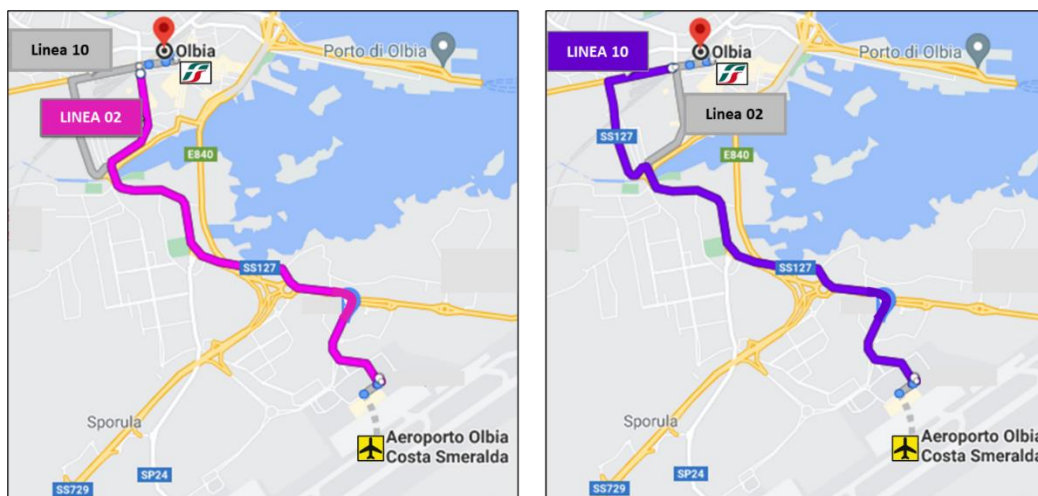 Linea 10
Olbia
Porto di Olbia
LINEA 02
E840
SS127
Sporula
Aeroporto Olbia
Costa Smeralda
SP24
SS729
LINEA 10
Olbia
Porto di Olbia
Linea 02
SS127
E840
SS127
Sporula
Aeroporto Olbia
Costa Smeralda
SP24
SS729